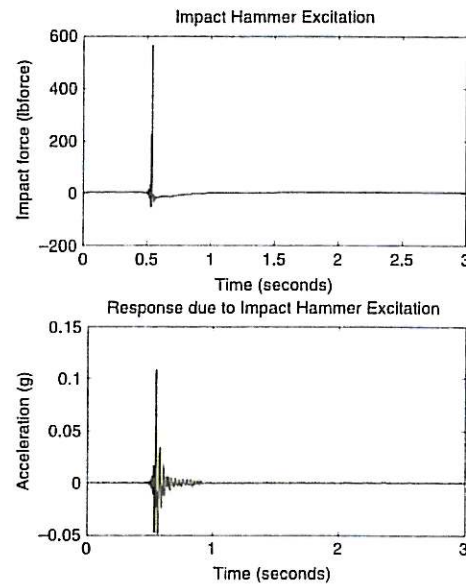 Impact Hammer Excitation
Impact force (lbforce)
600
400
200
0
−200
0 0.5 1 1.5 2 2.5 3
Time (seconds)
Response due to Impact Hammer Excitation
Acceleration (g)
0.15
0.1
0.05
0
−0.05
0 1 2 3
Time (seconds)